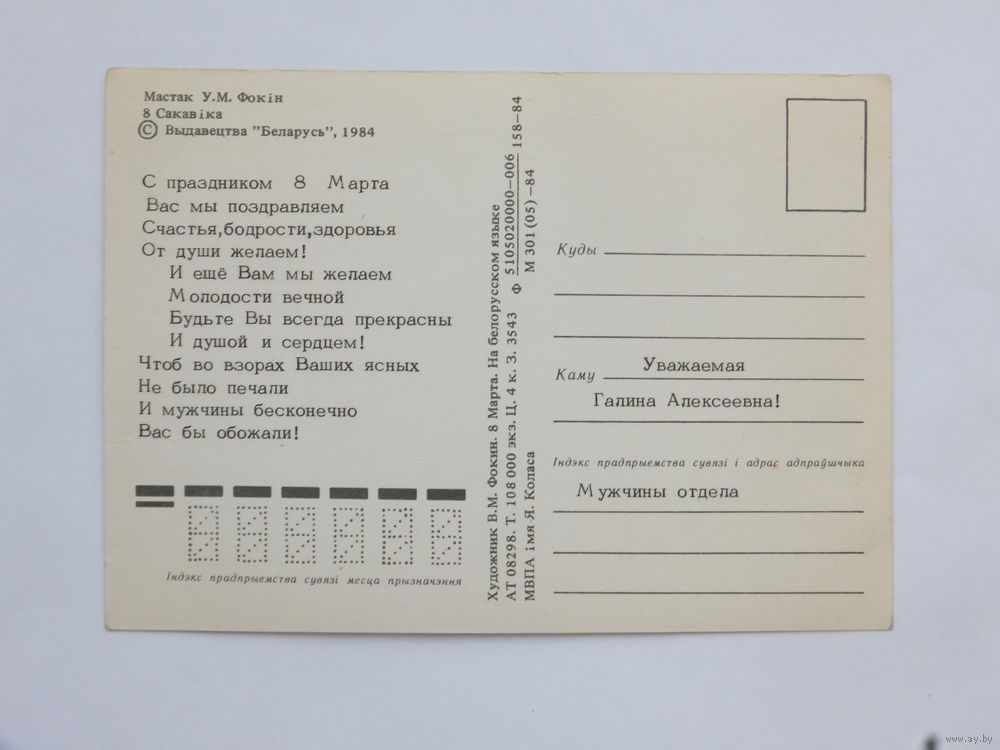 Мастак У.М. Фокін
8 Сакавіка
© Выдавецтва "Беларусь", 1984
С праздником 8 Марта
Вас мы поздравляем
Счастья,бодрости,здоровья
От души желаем!
И ещё Вам мы желаем
Молодости вечной
Будьте Вы всегда прекрасны
И душой и сердцем!
Чтоб во взорах Ваших ясных
Не было печали
И мужчины бесконечно
Вас бы обожали!
Індэкс прадпрыемства сувязі месца прызначэння
Художник В.М. Фокин. 8 Марта. На белорусском языке
АТ 08298. Т. 108 000 экз. Ц. 4 к. З. 3543 Ф 5105020000—006 158—84
М 301 (05) —84
МВПА імя Я. Коласа
Куды
Каму Уважаемая
Галина Алексеевна!
Індэкс прадпрыемства сувязі і адрас адпраўшчыка
Мужчины отдела
www.ay.by